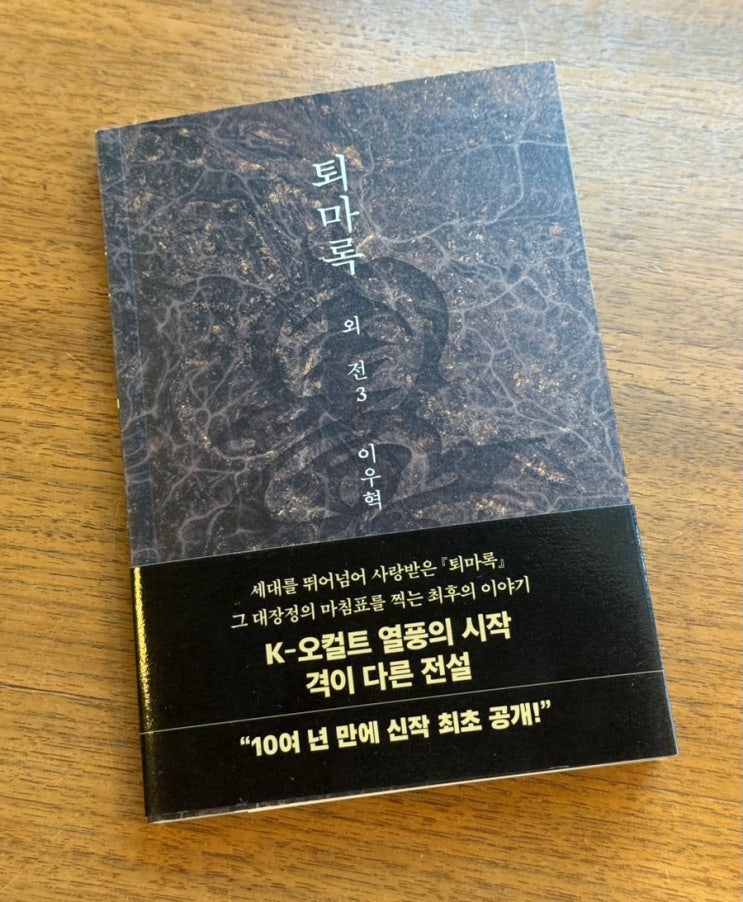 퇴마록
외전3
이우혁
세대를 뛰어넘어 사랑받은 『퇴마록』
그 대장정의 마침표를 찍는 최후의 이야기
K-오컬트 열풍의 시작
격이 다른 전설
“10여 년 만에 신작 최초 공개!”